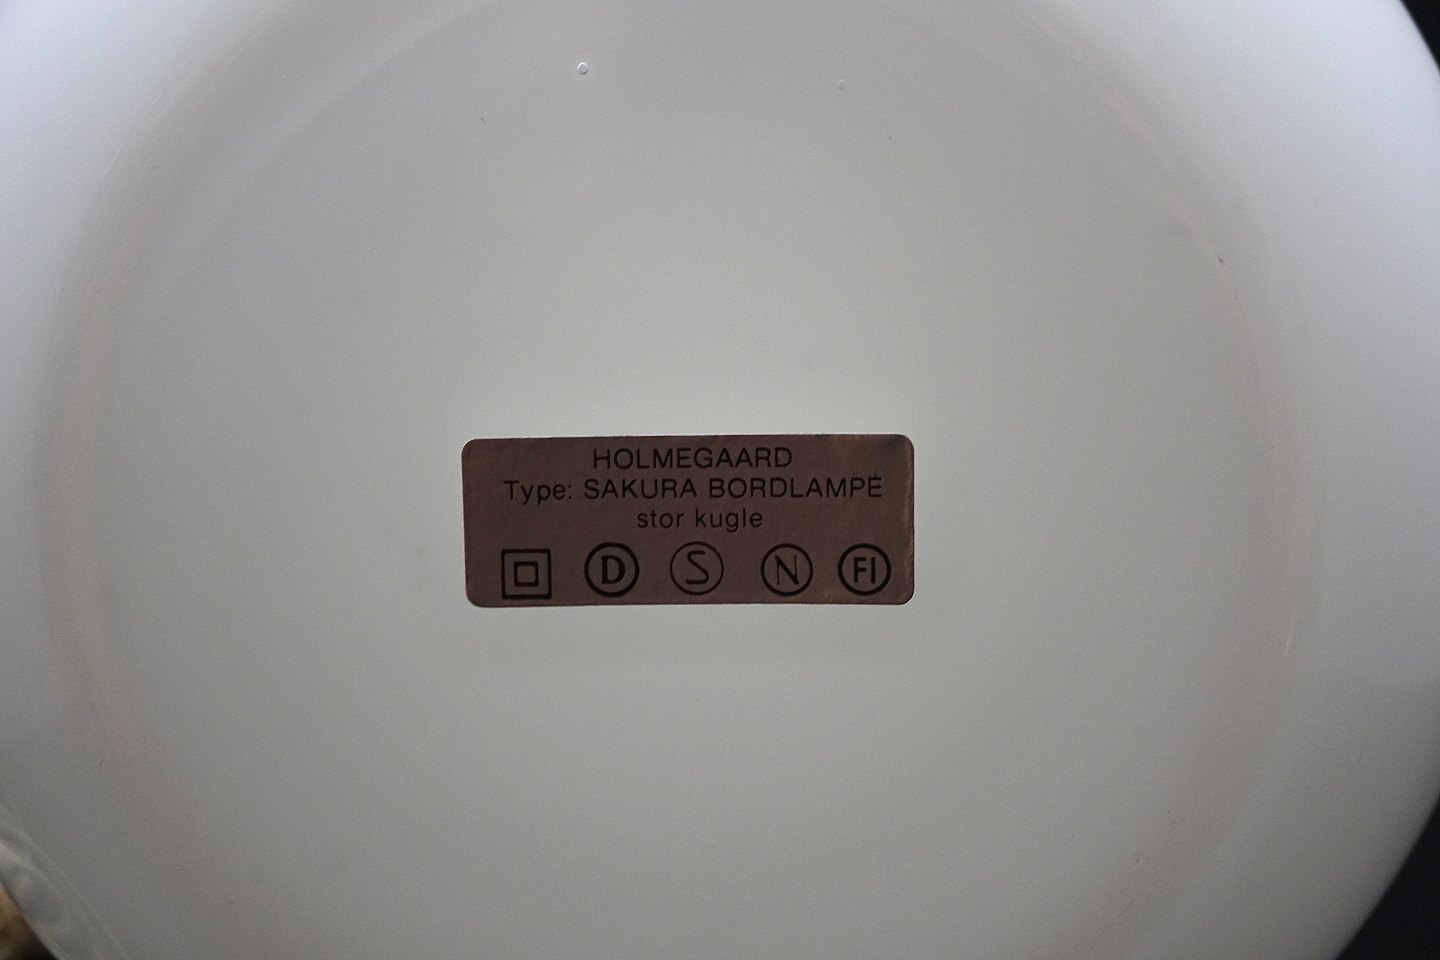 HOLMEGAARD
Type: SAKURA BORDLAMPE
stor kugle
D S N FI